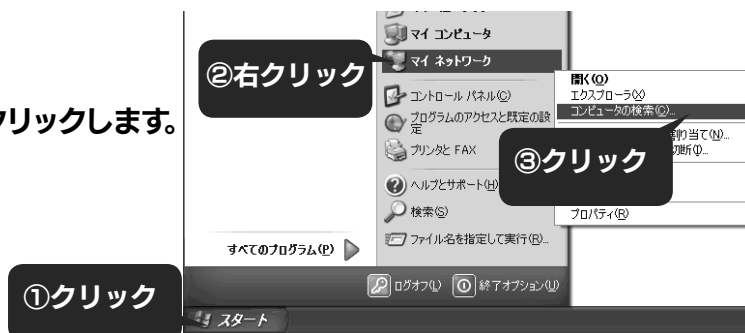 マイ コンピュータ
マイ ネットワーク
②右クリック
開く(O)
エクスプローラ(X)
コンピュータの検索(C)...
クリックします。
コントロール パネル(C)
プログラムのアクセスと既定の設
定
割り当て(N)...
切断(I)...
プリンタと FAX
③クリック
ヘルプとサポート(H)
検索(S)
プロパティ(R)
ファイル名を指定して実行(R)...
すべてのプログラム(P)
ログオフ(L)
終了オプション(U)
①クリック
スタート